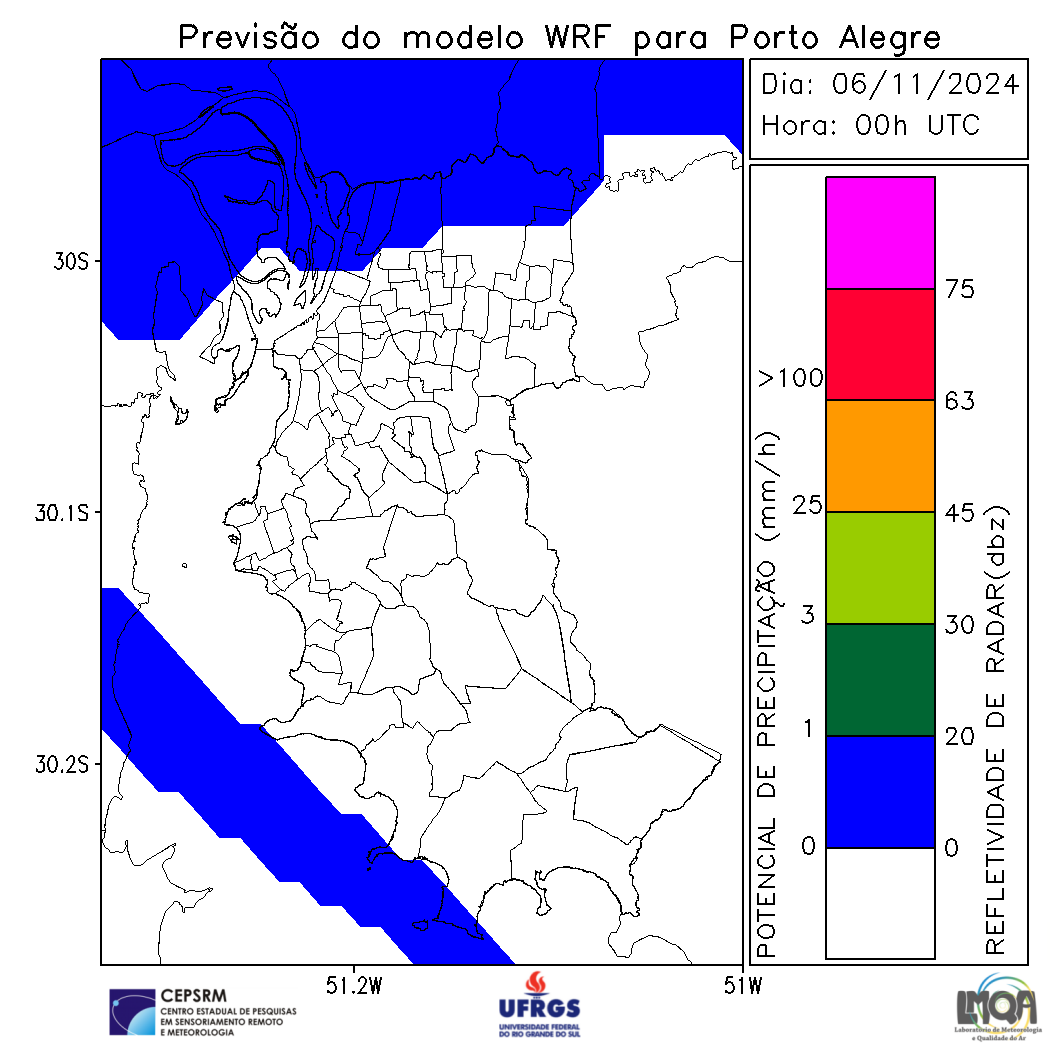 Previsão do modelo WRF para Porto Alegre
Dia: 06/11/2024
Hora: 00h UTC
30S
30.1S
30.2S
51.2W
51W
POTENCIAL DE PRECIPITAÇÃO (mm/h)
>100
25
3
1
0
75
63
45
30
20
0
REFLETIVIDADE DE RADAR(dbz)
CEPSRM
CENTRO ESTADUAL DE PESQUISAS
EM SENSORIAMENTO REMOTO
E METEOROLOGIA
UFRGS
UNIVERSIDADE FEDERAL
DO RIO GRANDE DO SUL
LMQA
Laboratório de Meteorologia
e Qualidade do Ar